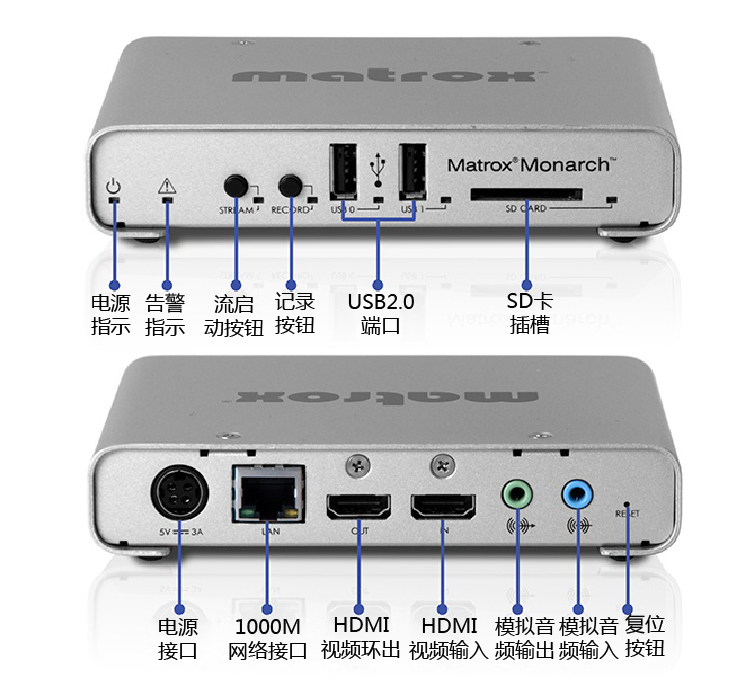 matrox
Matrox® Monarch™
STREAM
RECORD
USB 0
USB 1
SD CARD
电源
指示
告警
指示
流启
动按钮
记录
按钮
USB2.0
端口
SD卡
插槽
matrox
5V⎓3A
LAN
OUT
IN
RESET
电源
接口
1000M
网络接口
HDMI
视频环出
HDMI
视频输入
模拟音
频输出
模拟音
频输入
复位
按钮